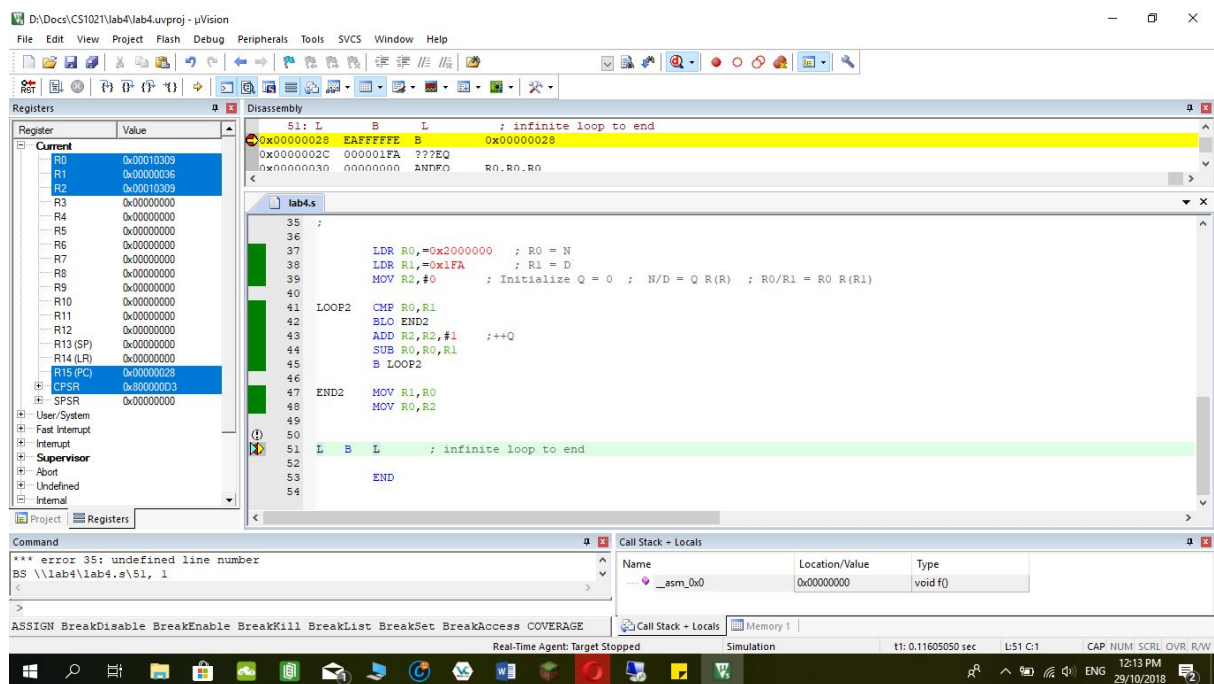 D:\Docs\CS1021\lab4\lab4.uvproj - µVision
File Edit View Project Flash Debug Peripherals Tools SVCS Window Help
RST
Registers
Register Value
Current
R0 0x00010309
R1 0x00000036
R2 0x00010309
R3 0x00000000
R4 0x00000000
R5 0x00000000
R6 0x00000000
R7 0x00000000
R8 0x00000000
R9 0x00000000
R10 0x00000000
R11 0x00000000
R12 0x00000000
R13 (SP) 0x00000000
R14 (LR) 0x00000000
R15 (PC) 0x00000028
CPSR 0x800000D3
SPSR 0x00000000
User/System
Fast Interrupt
Interrupt
Supervisor
Abort
Undefined
Internal
Project Registers
Disassembly
51: L B L ; infinite loop to end
0x00000028 EAFFFFFE B 0x00000028
0x0000002C 000001FA ???EQ
0x00000030 00000000 ANDEQ R0,R0,R0
lab4.s
35 ;
36
37 LDR R0,=0x2000000 ; R0 = N
38 LDR R1,=0x1FA ; R1 = D
39 MOV R2,#0 ; Initialize Q = 0 ; N/D = Q R(R) ; R0/R1 = R0 R(R1)
40
41 LOOP2 CMP R0,R1
42 BLO END2
43 ADD R2,R2,#1 ;++Q
44 SUB R0,R0,R1
45 B LOOP2
46
47 END2 MOV R1,R0
48 MOV R0,R2
49
50
51 L B L ; infinite loop to end
52
53 END
54
Command
*** error 35: undefined line number
BS \\lab4\lab4.s\51, 1
>
ASSIGN BreakDisable BreakEnable BreakKill BreakList BreakSet BreakAccess COVERAGE
Call Stack + Locals
Name Location/Value Type
__asm_0x0 0x00000000 void f()
Call Stack + Locals Memory 1
Real-Time Agent: Target Stopped Simulation t1: 0.11605050 sec L:51 C:1 CAP NUM SCRL OVR R/W
ENG 12:13 PM
29/10/2018